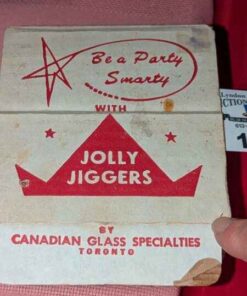 Be a Party
Smarty
WITH
JOLLY
JIGGERS
BY
CANADIAN GLASS SPECIALTIES
TORONTO